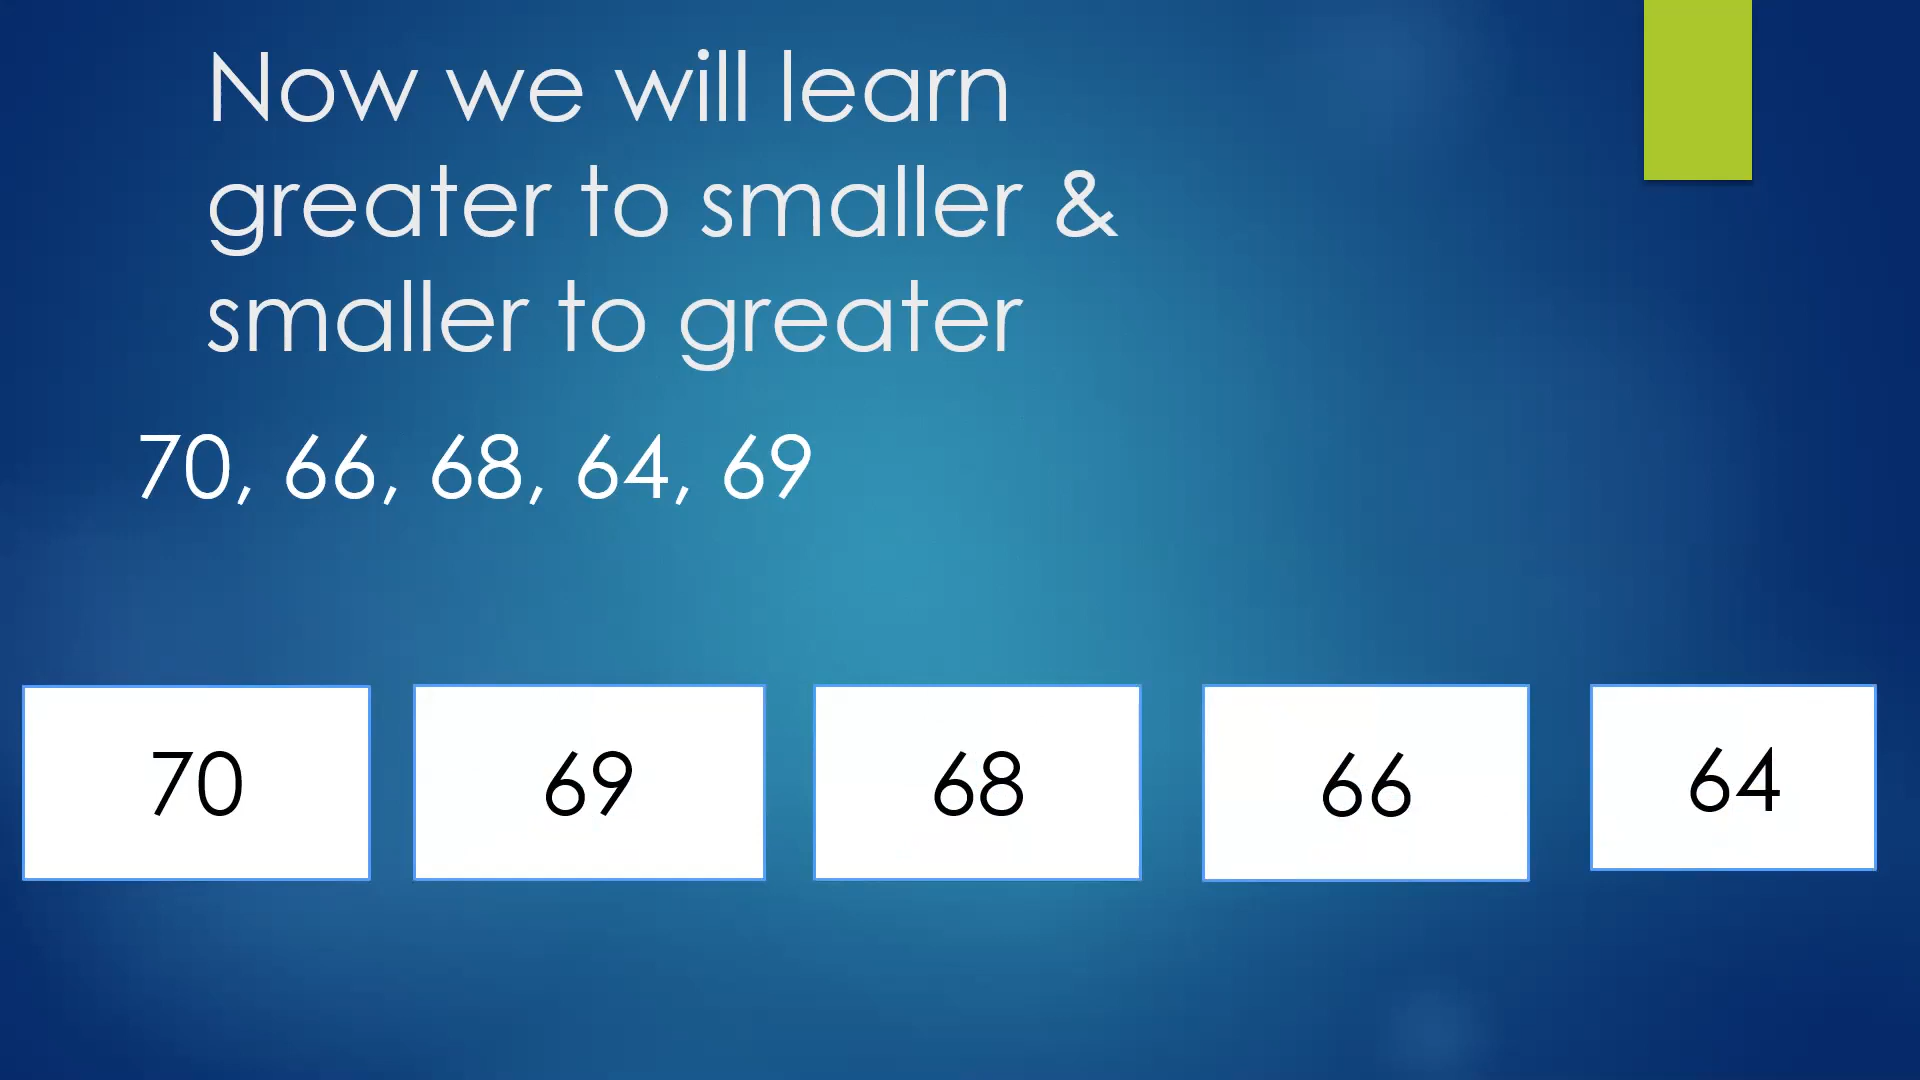 Now we will learn
greater to smaller &
smaller to greater
70, 66, 68, 64, 69
70 69 68 66 64